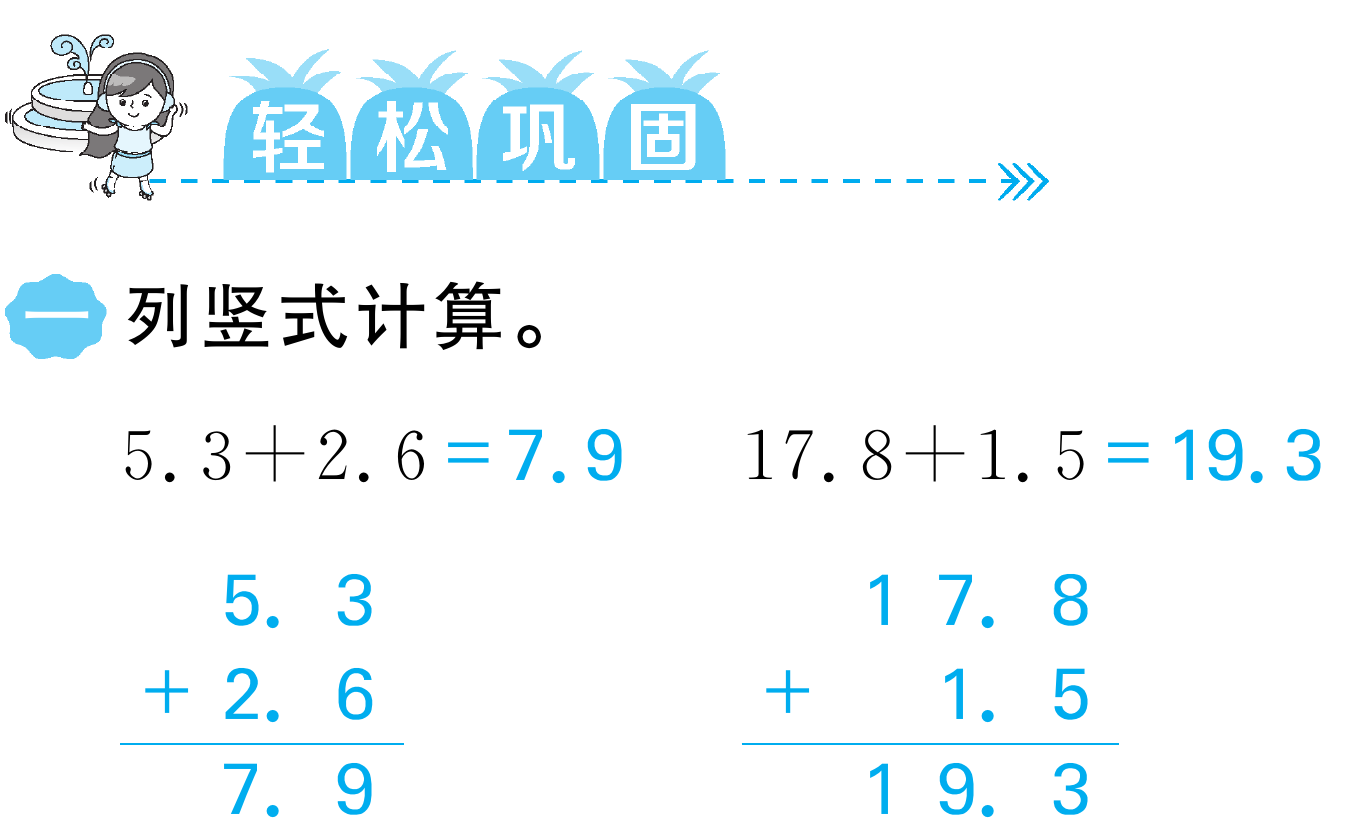 轻松巩固
一 列竖式计算。
5.3+2.6=7.9 17.8+1.5=19.3
5. 3 1 7. 8
+ 2. 6 + 1. 5
7. 9 1 9. 3